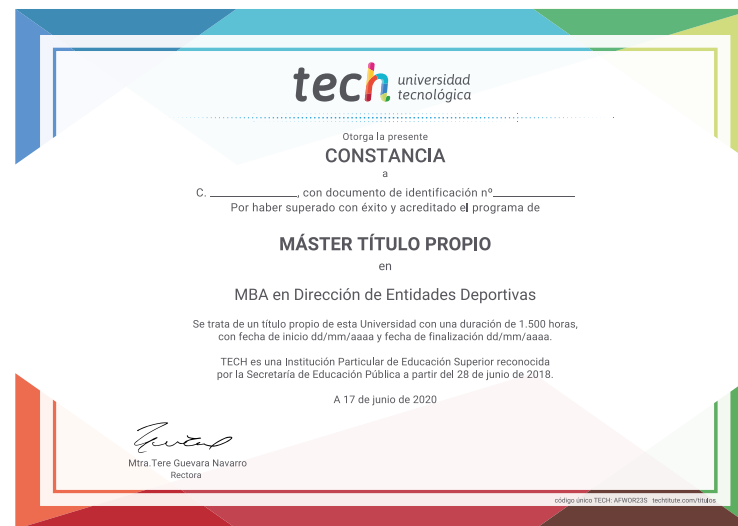 tech universidad
tecnológica
Otorga la presente
CONSTANCIA
a
C. ______________, con documento de identificación nº______________
Por haber superado con éxito y acreditado el programa de
MÁSTER TÍTULO PROPIO
en
MBA en Dirección de Entidades Deportivas
Se trata de un título propio de esta Universidad con una duración de 1.500 horas,
con fecha de inicio dd/mm/aaaa y fecha de finalización dd/mm/aaaa.
TECH es una Institución Particular de Educación Superior reconocida
por la Secretaría de Educación Pública a partir del 28 de junio de 2018.
A 17 de junio de 2020
Mtra.Tere Guevara Navarro
Rectora
código único TECH: AFWOR23S techtitute.com/titulos